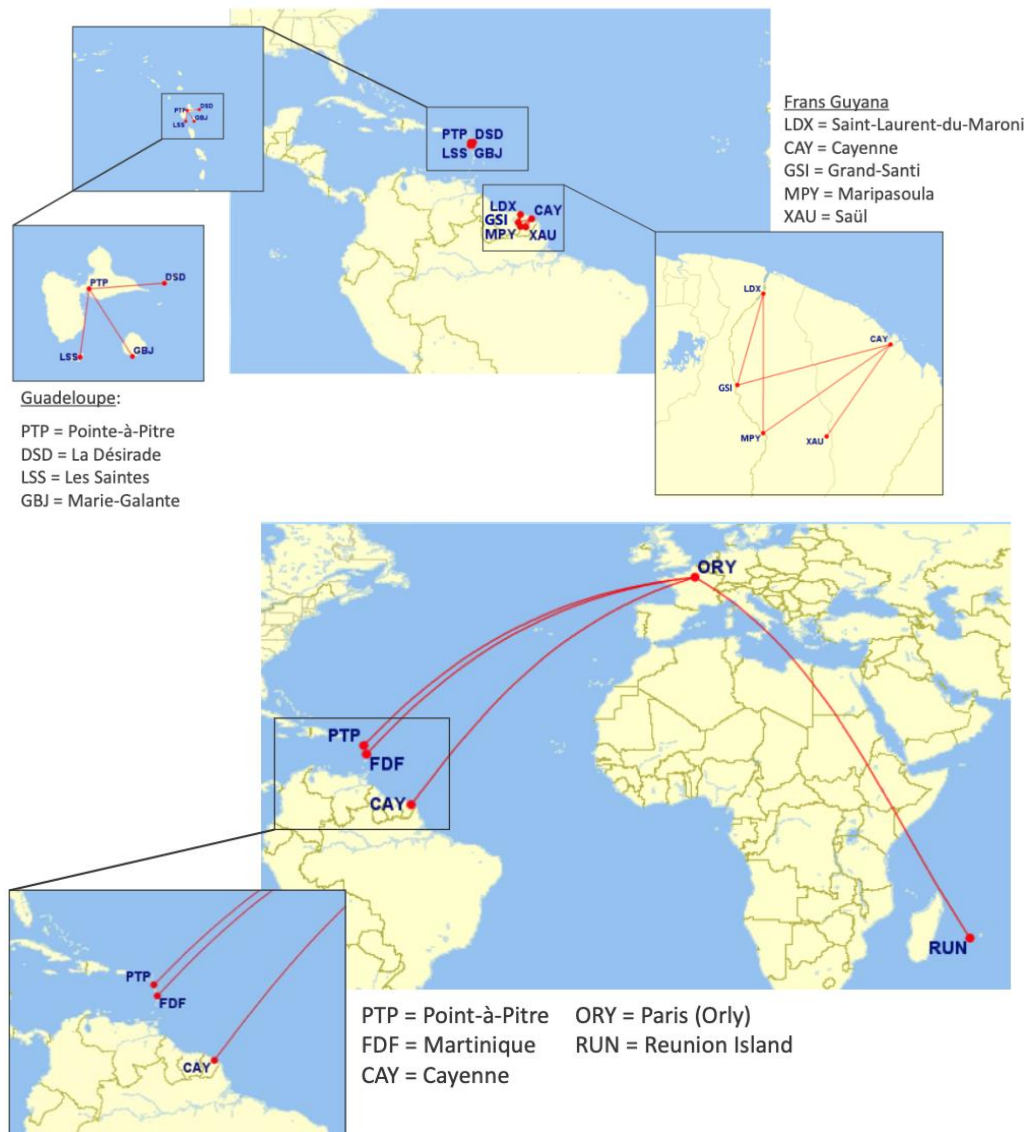 PTP DSD
LSS GBJ
PTP DSD
LSS GBJ
LDX CAY
GSI
MPY XAU
Frans Guyana
LDX = Saint-Laurent-du-Maroni
CAY = Cayenne
GSI = Grand-Santi
MPY = Maripasoula
XAU = Saül
PTP DSD
LSS GBJ
LDX
CAY
GSI
MPY XAU
Guadeloupe:
PTP = Pointe-à-Pitre
DSD = La Désirade
LSS = Les Saintes
GBJ = Marie-Galante
ORY
PTP
FDF
CAY
RUN
PTP
FDF
CAY
PTP = Point-à-Pitre ORY = Paris (Orly)
FDF = Martinique RUN = Reunion Island
CAY = Cayenne